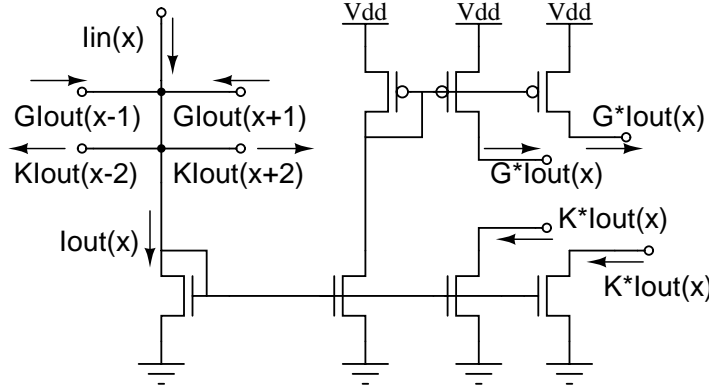 Vdd Vdd Vdd
Iin(x)
GIout(x-1) GIout(x+1)
G*Iout(x)
KIout(x-2) KIout(x+2)
G*Iout(x)
K*Iout(x)
Iout(x)
K*Iout(x)